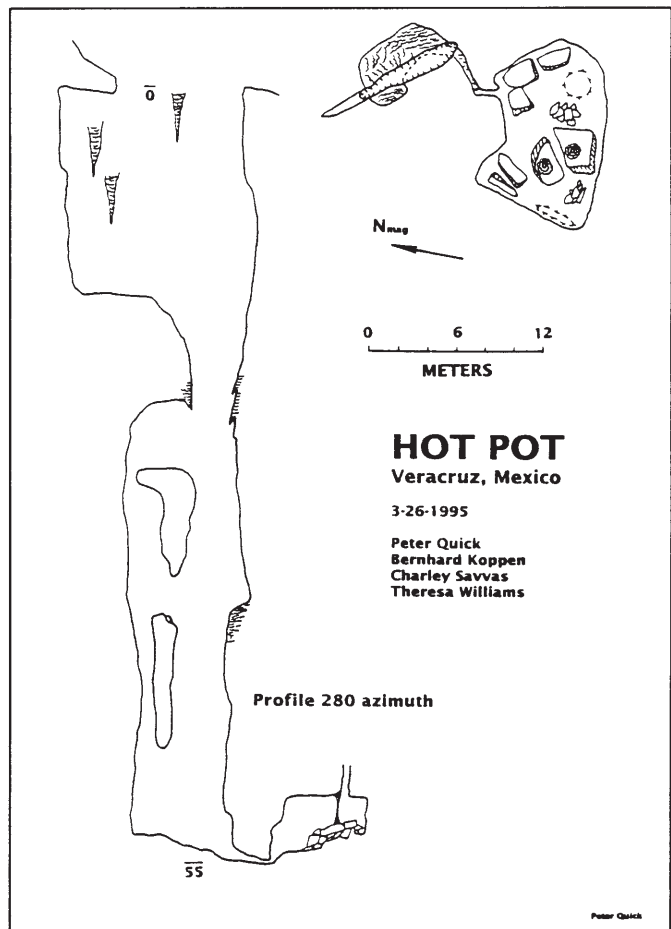 0
Nmag
0 6 12
METERS
HOT POT
Veracruz, Mexico
3-26-1995
Peter Quick
Bernhard Koppen
Charley Savvas
Theresa Williams
Profile 280 azimuth
55
Peter Quick